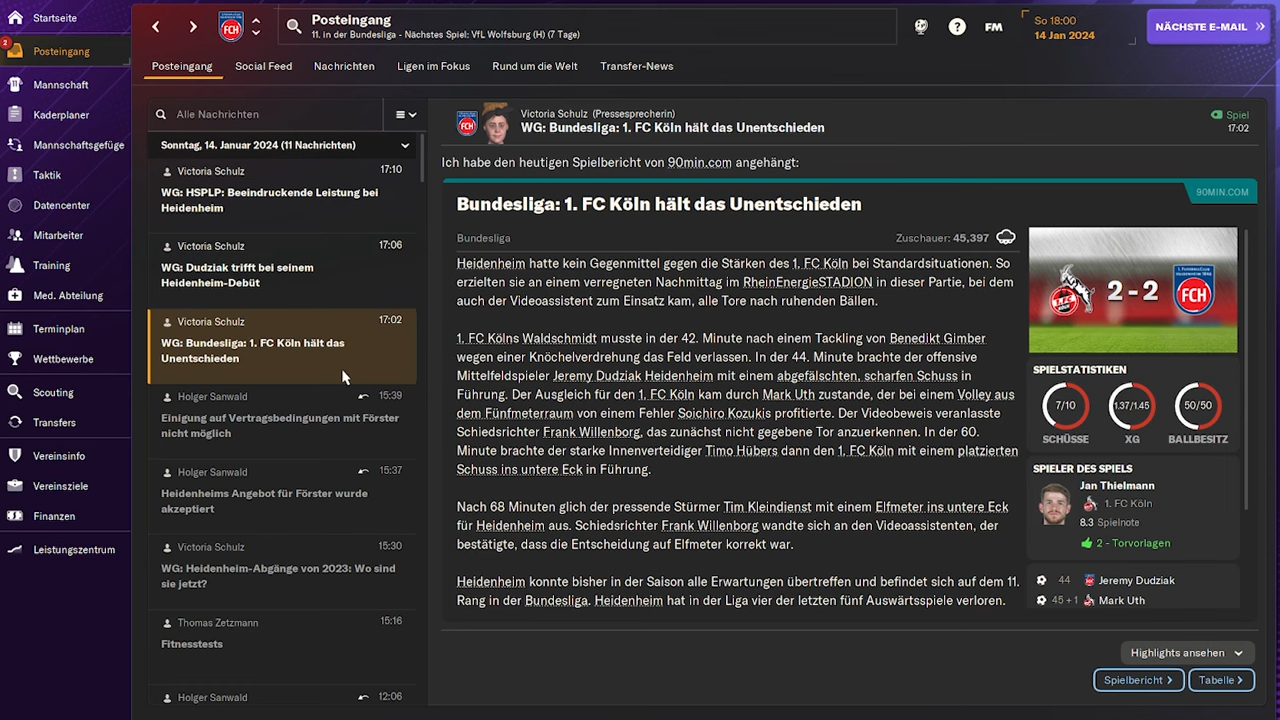 Startseite
2
Posteingang
Mannschaft
Kaderplaner
Mannschaftsgefüge
Taktik
Datencenter
Mitarbeiter
Training
Med. Abteilung
Terminplan
Wettbewerbe
Scouting
Transfers
Vereinsinfo
Vereinsziele
Finanzen
Leistungszentrum
FCH
Posteingang
11. in der Bundesliga - Nächstes Spiel: VfL Wolfsburg (H) (7 Tage)
?
FM
So 18:00
14 Jan 2024
NÄCHSTE E-MAIL
Posteingang
Social Feed
Nachrichten
Ligen im Fokus
Rund um die Welt
Transfer-News
Alle Nachrichten
Sonntag, 14. Januar 2024 (11 Nachrichten)
Victoria Schulz 17:10
WG: HSPLP: Beeindruckende Leistung bei
Heidenheim
Victoria Schulz 17:06
WG: Dudziak trifft bei seinem
Heidenheim-Debüt
Victoria Schulz 17:02
WG: Bundesliga: 1. FC Köln hält das
Unentschieden
Holger Sanwald 15:39
Einigung auf Vertragsbedingungen mit Förster
nicht möglich
Holger Sanwald 15:37
Heidenheims Angebot für Förster wurde
akzeptiert
Victoria Schulz 15:30
WG: Heidenheim-Abgänge von 2023: Wo sind
sie jetzt?
Thomas Zetzmann 15:16
Fitnesstests
Holger Sanwald 12:06
FCH
Victoria Schulz (Pressesprecherin)
WG: Bundesliga: 1. FC Köln hält das Unentschieden
Spiel
17:02
Ich habe den heutigen Spielbericht von 90min.com angehängt:
90MIN.COM
Bundesliga: 1. FC Köln hält das Unentschieden
Bundesliga
Zuschauer: 45,397
Heidenheim hatte kein Gegenmittel gegen die Stärken des 1. FC Köln bei Standardsituationen. So
erzielten sie an einem verregneten Nachmittag im RheinEnergieSTADION in dieser Partie, bei dem
auch der Videoassistent zum Einsatz kam, alle Tore nach ruhenden Bällen.
1. FC Kölns Waldschmidt musste in der 42. Minute nach einem Tackling von Benedikt Gimber
wegen einer Knöchelverdrehung das Feld verlassen. In der 44. Minute brachte der offensive
Mittelfeldspieler Jeremy Dudziak Heidenheim mit einem abgefälschten, scharfen Schuss in
Führung. Der Ausgleich für den 1. FC Köln kam durch Mark Uth zustande, der bei einem Volley aus
dem Fünfmeterraum von einem Fehler Soichiro Kozukis profitierte. Der Videobeweis veranlasste
Schiedsrichter Frank Willenborg, das zunächst nicht gegebene Tor anzuerkennen. In der 60.
Minute brachte der starke Innenverteidiger Timo Hübers dann den 1. FC Köln mit einem platzierten
Schuss ins untere Eck in Führung.
Nach 68 Minuten glich der pressende Stürmer Tim Kleindienst mit einem Elfmeter ins untere Eck
für Heidenheim aus. Schiedsrichter Frank Willenborg wandte sich an den Videoassistenten, der
bestätigte, dass die Entscheidung auf Elfmeter korrekt war.
Heidenheim konnte bisher in der Saison alle Erwartungen übertreffen und befindet sich auf dem 11.
Rang in der Bundesliga. Heidenheim hat in der Liga vier der letzten fünf Auswärtsspiele verloren.
2 - 2
FCH
SPIELSTATISTIKEN
7/10
1.37/1.45
50/50
SCHÜSSE
XG
BALLBESITZ
SPIELER DES SPIELS
Jan Thielmann
1. FC Köln
8.3 Spielnote
2 - Torvorlagen
44 Jeremy Dudziak
45 + 1 Mark Uth
Highlights ansehen
Spielbericht
Tabelle